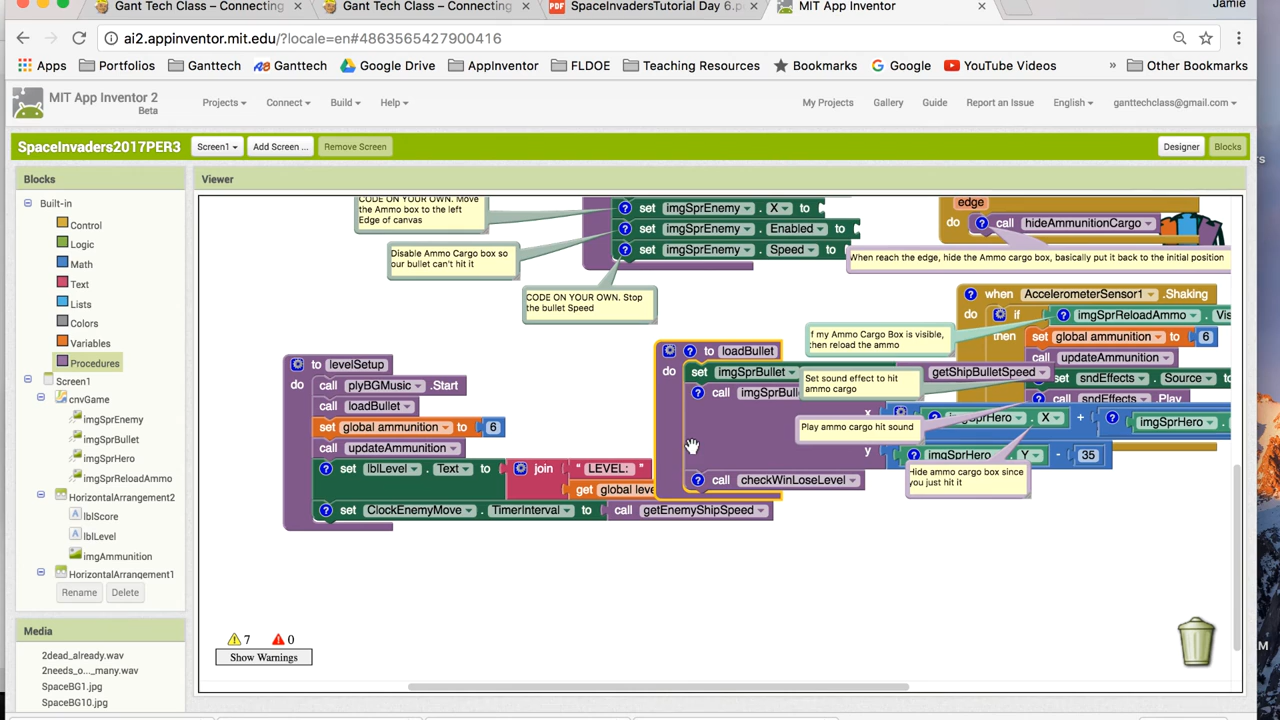 Gant Tech Class – Connecting × Gant Tech Class – Connecting × PDF SpaceInvadersTutorial Day 6.p × MIT App Inventor × Jamie
ai2.appinventor.mit.edu/?locale=en#4863565427900416
Apps Portfolios Ganttech Ganttech Google Drive AppInventor FLDOE Teaching Resources Bookmarks Google YouTube Videos » Other Bookmarks
MIT App Inventor 2
Beta
Projects Connect Build Help My Projects Gallery Guide Report an Issue English ganttechclass@gmail.com
SpaceInvaders2017PER3 Screen1 Add Screen ... Remove Screen Designer Blocks
Blocks
Built-in
Control
Logic
Math
Text
Lists
Colors
Variables
Procedures
Screen1
cnvGame
imgSprEnemy
imgSprBullet
imgSprHero
imgSprReloadAmmo
HorizontalArrangement2
lblScore
lblLevel
imgAmmunition
HorizontalArrangement1
Rename Delete
Media
2dead_already.wav
2needs_o..._many.wav
SpaceBG1.jpg
SpaceBG10.jpg
Viewer
CODE ON YOUR OWN. Move
the Ammo box to the left
Edge of canvas
Disable Ammo Cargo box so
our bullet can't hit it
CODE ON YOUR OWN. Stop
the bullet Speed
? set imgSprEnemy . X to
? set imgSprEnemy . Enabled to
? set imgSprEnemy . Speed to
edge
do ? call hideAmmunitionCargo
When reach the edge, hide the Ammo cargo box, basically put it back to the initial position
? when AccelerometerSensor1 .Shaking
do if ? imgSprReloadAmmo . Vis
then set global ammunition to 6
call updateAmmunition
set sndEffects . Source to
call sndEffects .Play
f my Ammo Cargo Box is visible,
then reload the ammo
Set sound effect to hit
ammo cargo
Play ammo cargo hit sound
Hide ammo cargo box since
you just hit it
to levelSetup
do call plyBGMusic .Start
call loadBullet
set global ammunition to 6
call updateAmmunition
? set lblLevel . Text to join " LEVEL: "
get global leve
? set ClockEnemyMove . TimerInterval to call getEnemyShipSpeed
? to loadBullet
do set imgSprBullet getShipBulletSpeed
? call imgSprBull
x ? imgSprHero . X + ? imgSprHero .
y ? imgSprHero . Y - 35
? call checkWinLoseLevel
7 0
Show Warnings